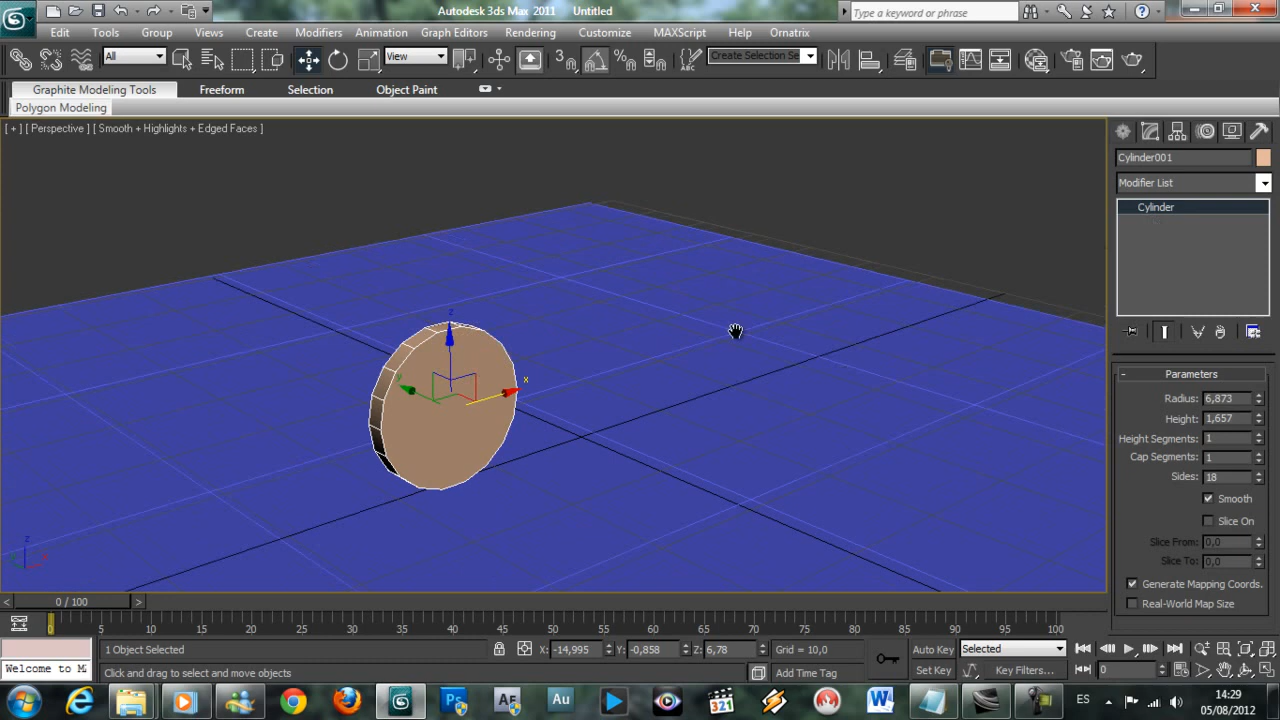 Autodesk 3ds Max 2011 Untitled
Type a keyword or phrase
Edit Tools Group Views Create Modifiers Animation Graph Editors Rendering Customize MAXScript Help Ornatrix
All View 3 Create Selection Se
Graphite Modeling Tools Freeform Selection Object Paint
Polygon Modeling
[ + ] [ Perspective ] [ Smooth + Highlights + Edged Faces ]
Cylinder001
Modifier List
Cylinder
z
x
y
Parameters
Radius: 6,873
Height: 1,657
Height Segments: 1
Cap Segments: 1
Sides: 18
Smooth
Slice On
Slice From: 0,0
Slice To: 0,0
Generate Mapping Coords.
Real-World Map Size
z
0 / 100
5 10 15 20 25 30 35 40 45 50 55 60 65 70 75 80 85 90 95 100
1 Object Selected X: -14,995 Y: -0,858 Z: 6,78 Grid = 10,0 Auto Key Selected
Welcome to M
Click and drag to select and move objects Add Time Tag Set Key Key Filters... 0
ES 14:29
05/08/2012